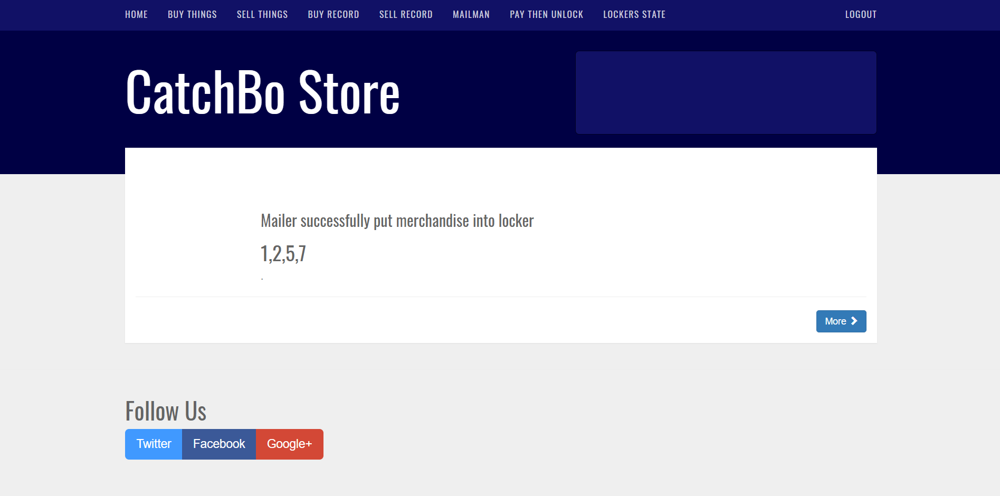 HOME BUY THINGS SELL THINGS BUY RECORD SELL RECORD MAILMAN PAY THEN UNLOCK LOCKERS STATE LOGOUT
CatchBo Store
Mailer successfully put merchandise into locker
1,2,5,7
.
More
Follow Us
Twitter Facebook Google+